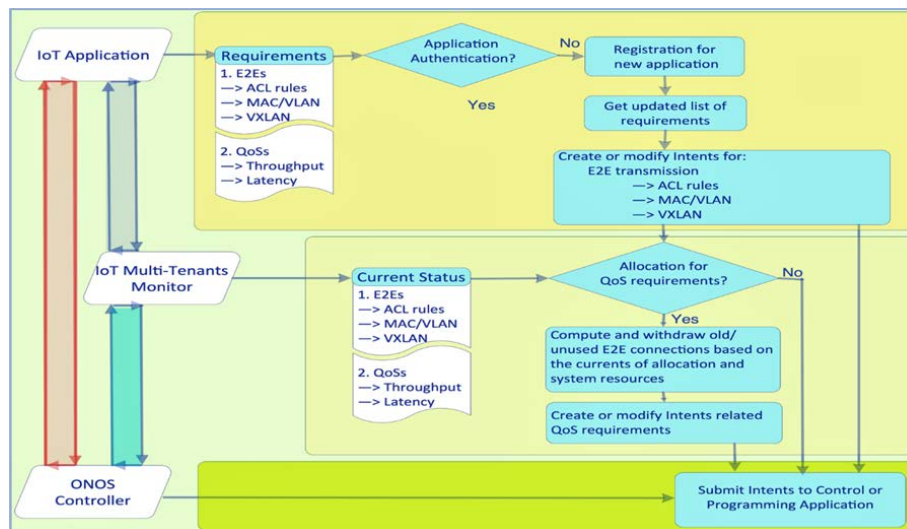 IoT Application
Requirements
1. E2Es
—> ACL rules
—> MAC/VLAN
—> VXLAN
2. QoSs
—> Throughput
—> Latency
Application
Authentication?
No
Yes
Registration for
new application
Get updated list of
requirements
Create or modify Intents for:
E2E transmission
—> ACL rules
—> MAC/VLAN
—> VXLAN
IoT Multi-Tenants
Monitor
Current Status
1. E2Es
—> ACL rules
—> MAC/VLAN
—> VXLAN
2. QoSs
—> Throughput
—> Latency
Allocation for
QoS requirements?
No
Yes
Compute and withdraw old/
unused E2E connections based on
the currents of allocation and
system resources
Create or modify Intents related
QoS requirements
ONOS
Controller
Submit Intents to Control or
Programming Application